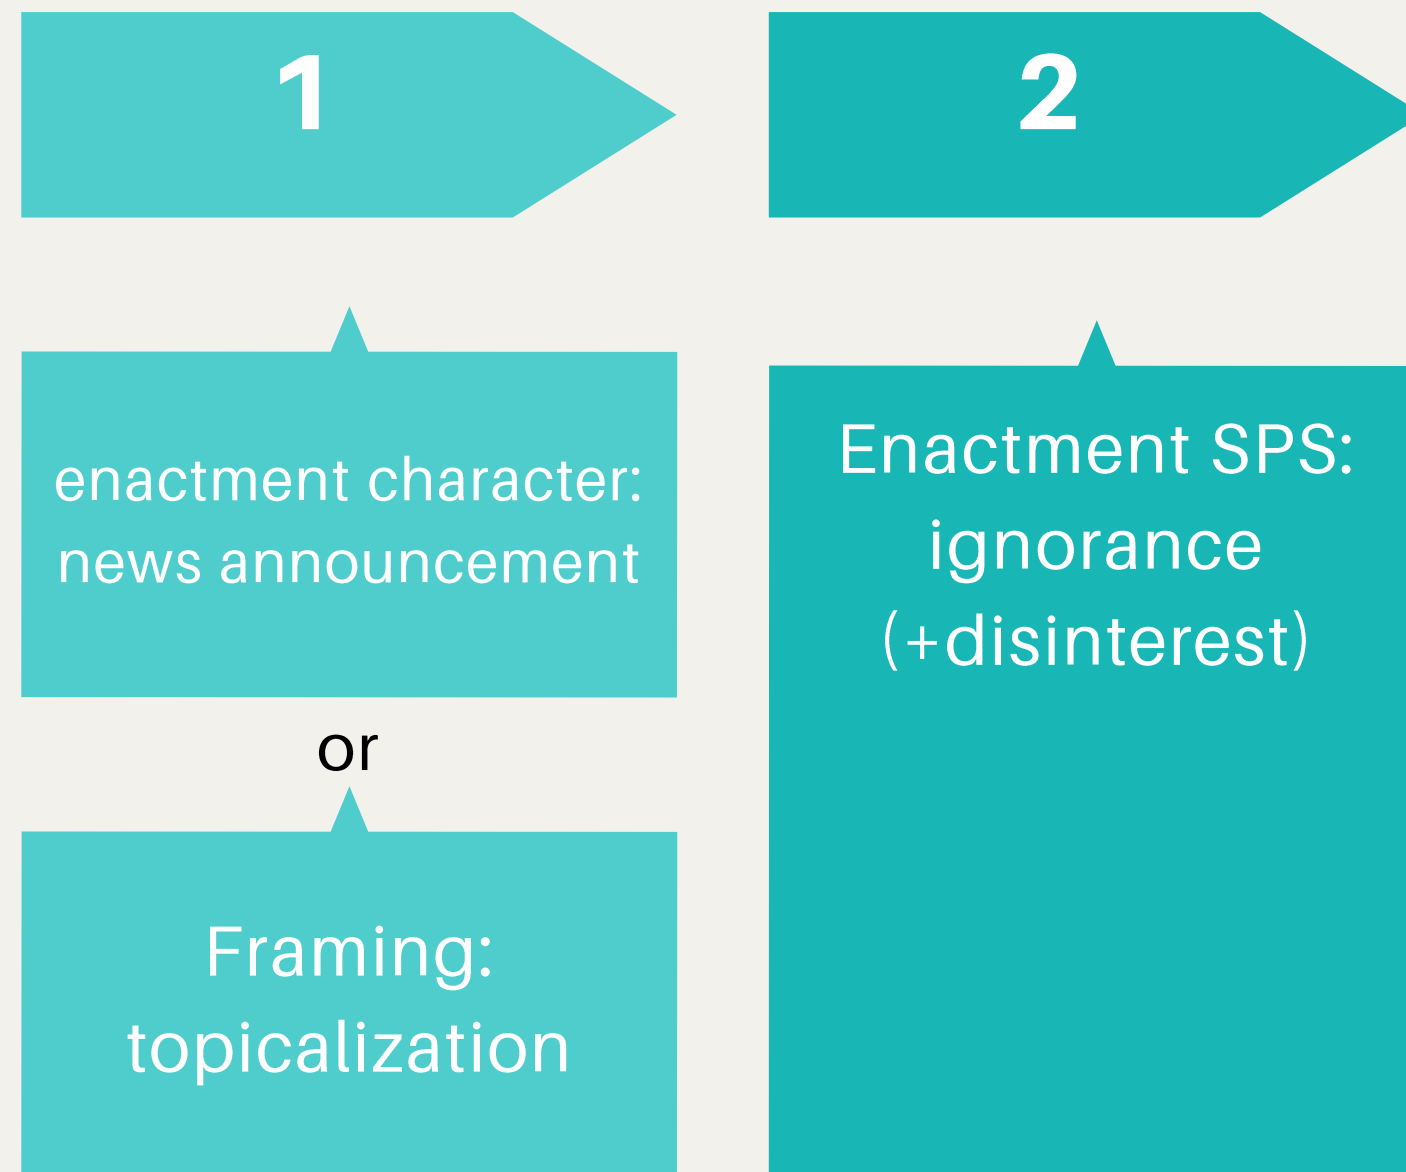 1
enactment character:
news announcement
or
Framing:
topicalization
2
Enactment SPS:
ignorance
(+disinterest)